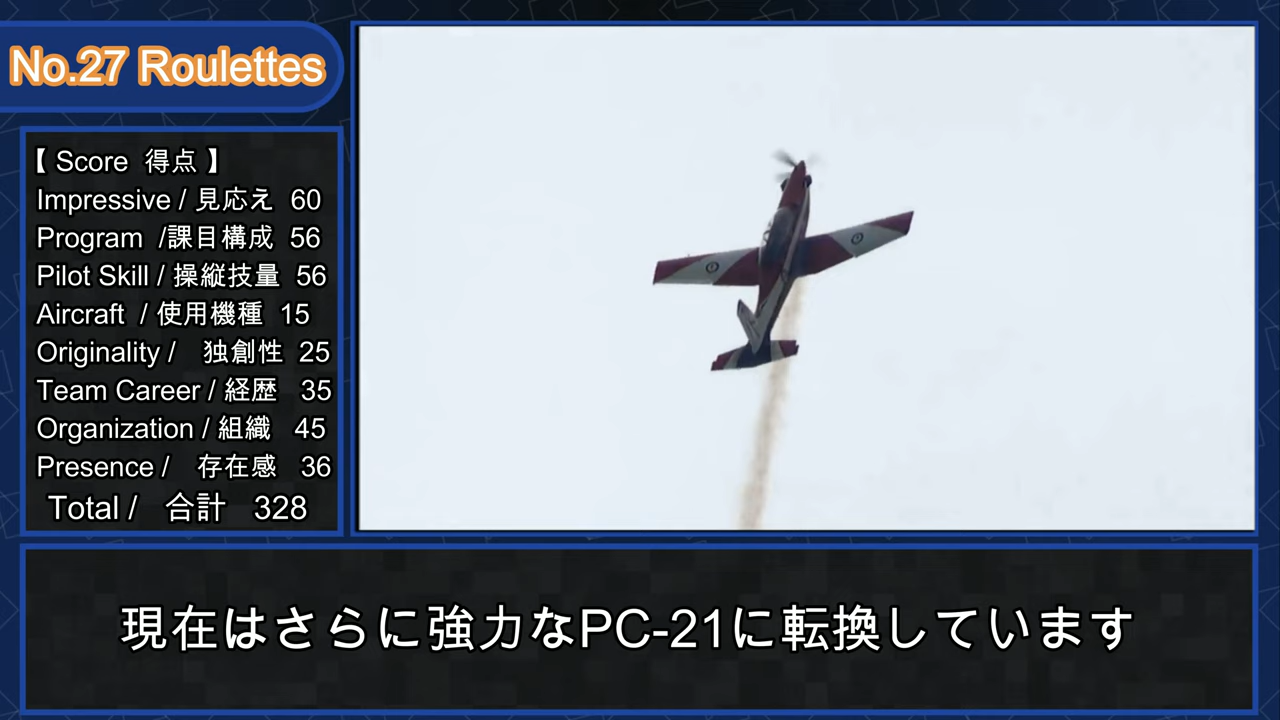 No.27 Roulettes
【 Score 得点 】
Impressive / 見応え 60
Program /課目構成 56
Pilot Skill / 操縦技量 56
Aircraft / 使用機種 15
Originality / 独創性 25
Team Career / 経歴 35
Organization / 組織 45
Presence / 存在感 36
Total / 合計 328
現在はさらに強力なPC-21に転換しています